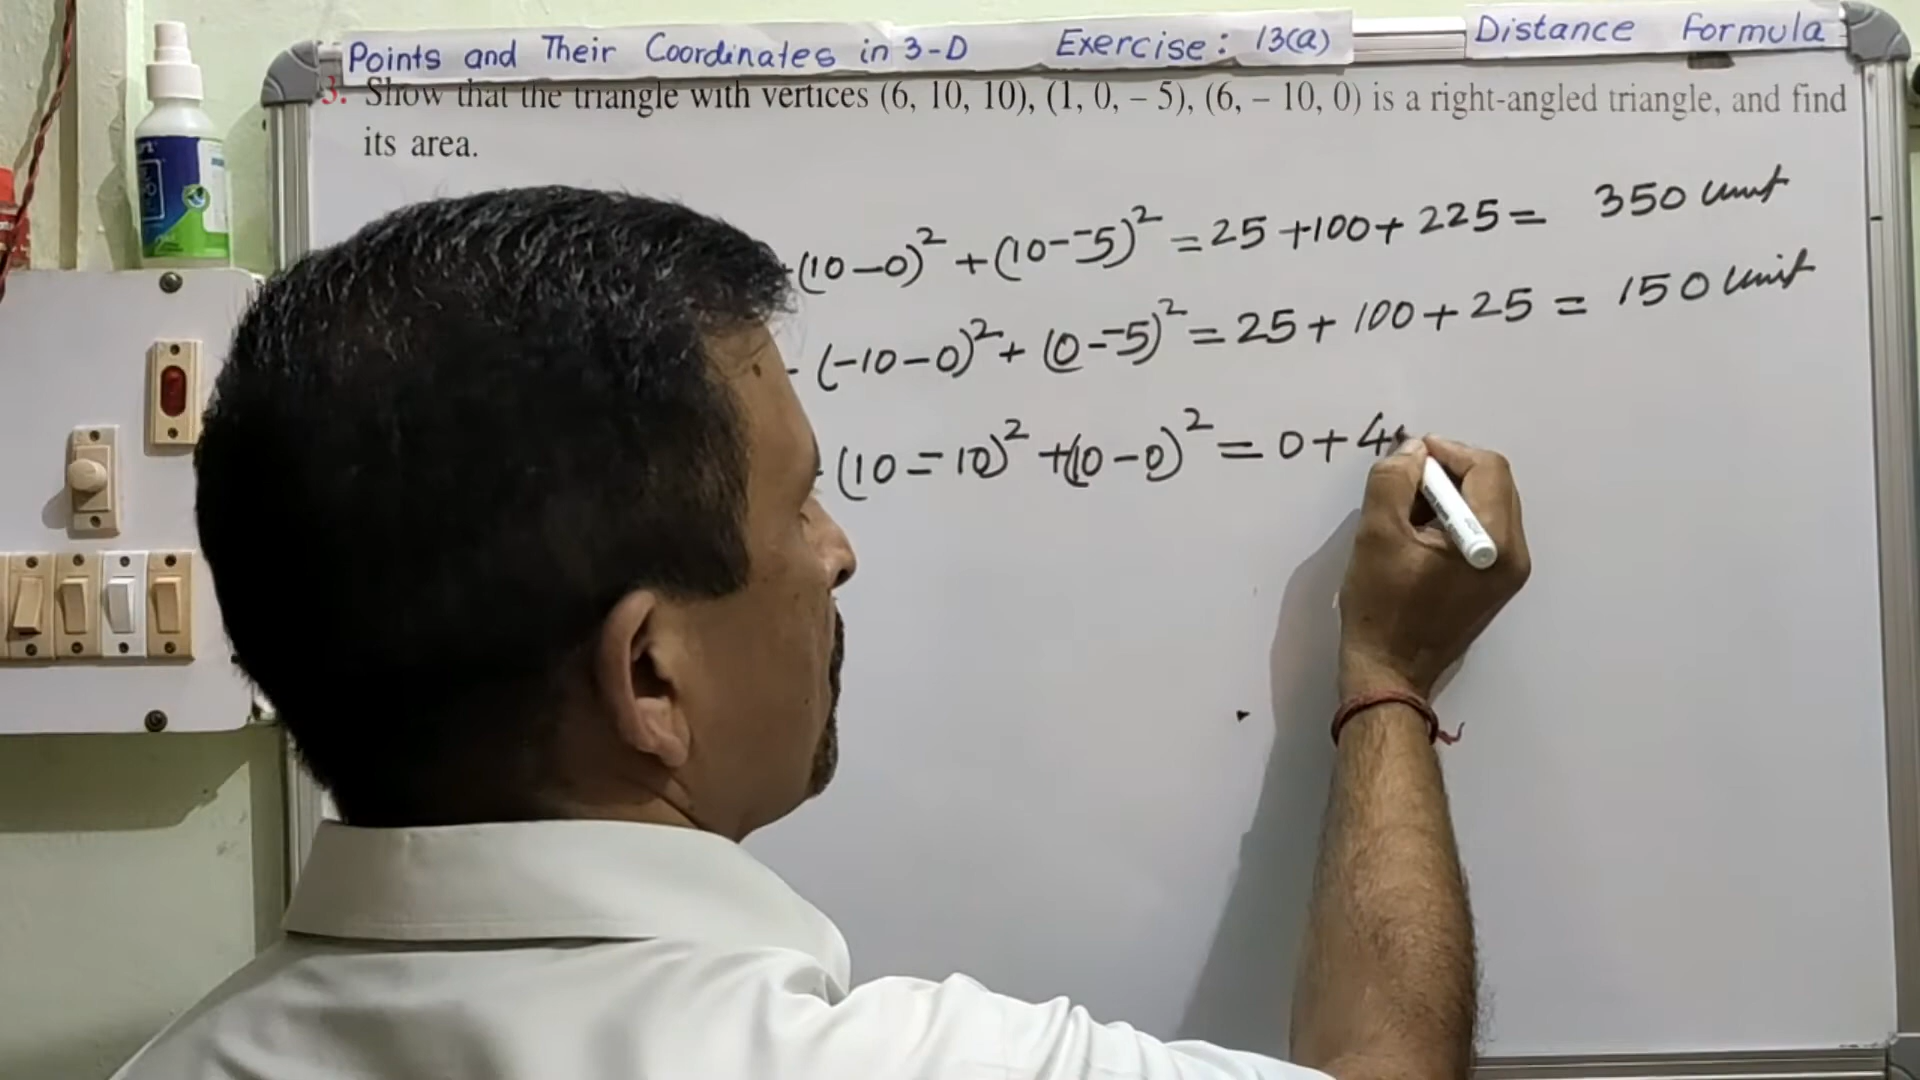 Points and Their Coordinates in 3-D Exercise: 13(a) Distance Formula
3. Show that the triangle with vertices (6, 10, 10), (1, 0, – 5), (6, – 10, 0) is a right-angled triangle, and find
its area.
(10-0)² + (10--5)² = 25 + 100 + 225 = 350 unit
(-10-0)² + (0--5)² = 25 + 100 + 25 = 150 unit
(10--10)² + (10-0)² = 0 + 4